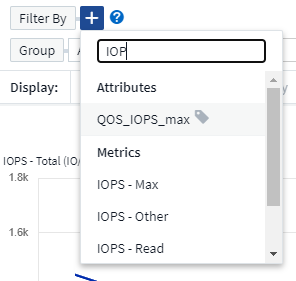 Filter By + ?
IOP
Group
Attributes
Display:
QOS_IOPS_max
Metrics
IOPS - Total (IO/
IOPS - Max
1.8k
IOPS - Other
1.6k
IOPS - Read